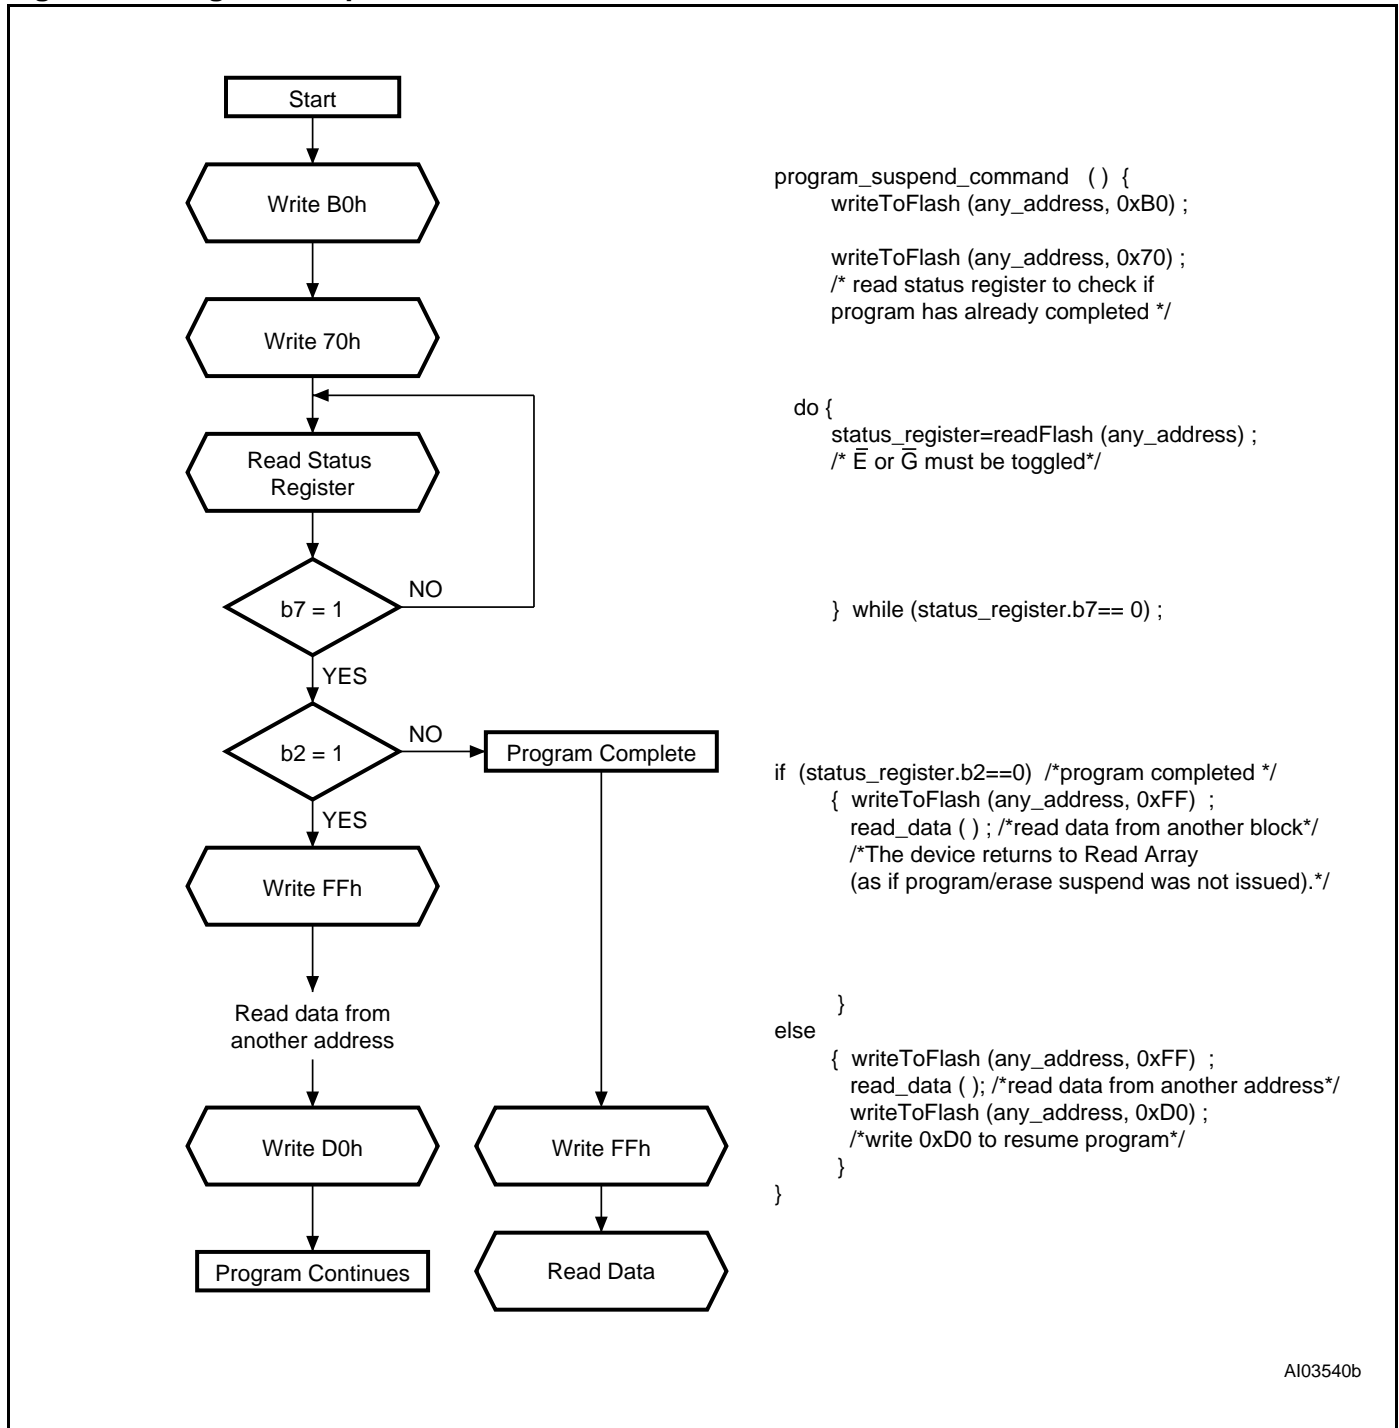 Start
Write B0h
Write 70h
Read Status
Register
b7 = 1
NO
YES
b2 = 1
NO
Program Complete
YES
Write FFh
Read data from
another address
Write D0h
Write FFh
Program Continues
Read Data
program_suspend_command ( ) {
writeToFlash (any_address, 0xB0) ;
writeToFlash (any_address, 0x70) ;
/* read status register to check if
program has already completed */
do {
status_register=readFlash (any_address) ;
/* E̅ or G̅ must be toggled*/
} while (status_register.b7== 0) ;
if (status_register.b2==0) /*program completed */
{ writeToFlash (any_address, 0xFF) ;
read_data ( ) ; /*read data from another block*/
/*The device returns to Read Array
(as if program/erase suspend was not issued).*/
}
else
{ writeToFlash (any_address, 0xFF) ;
read_data ( ); /*read data from another address*/
writeToFlash (any_address, 0xD0) ;
/*write 0xD0 to resume program*/
}
}
AI03540b